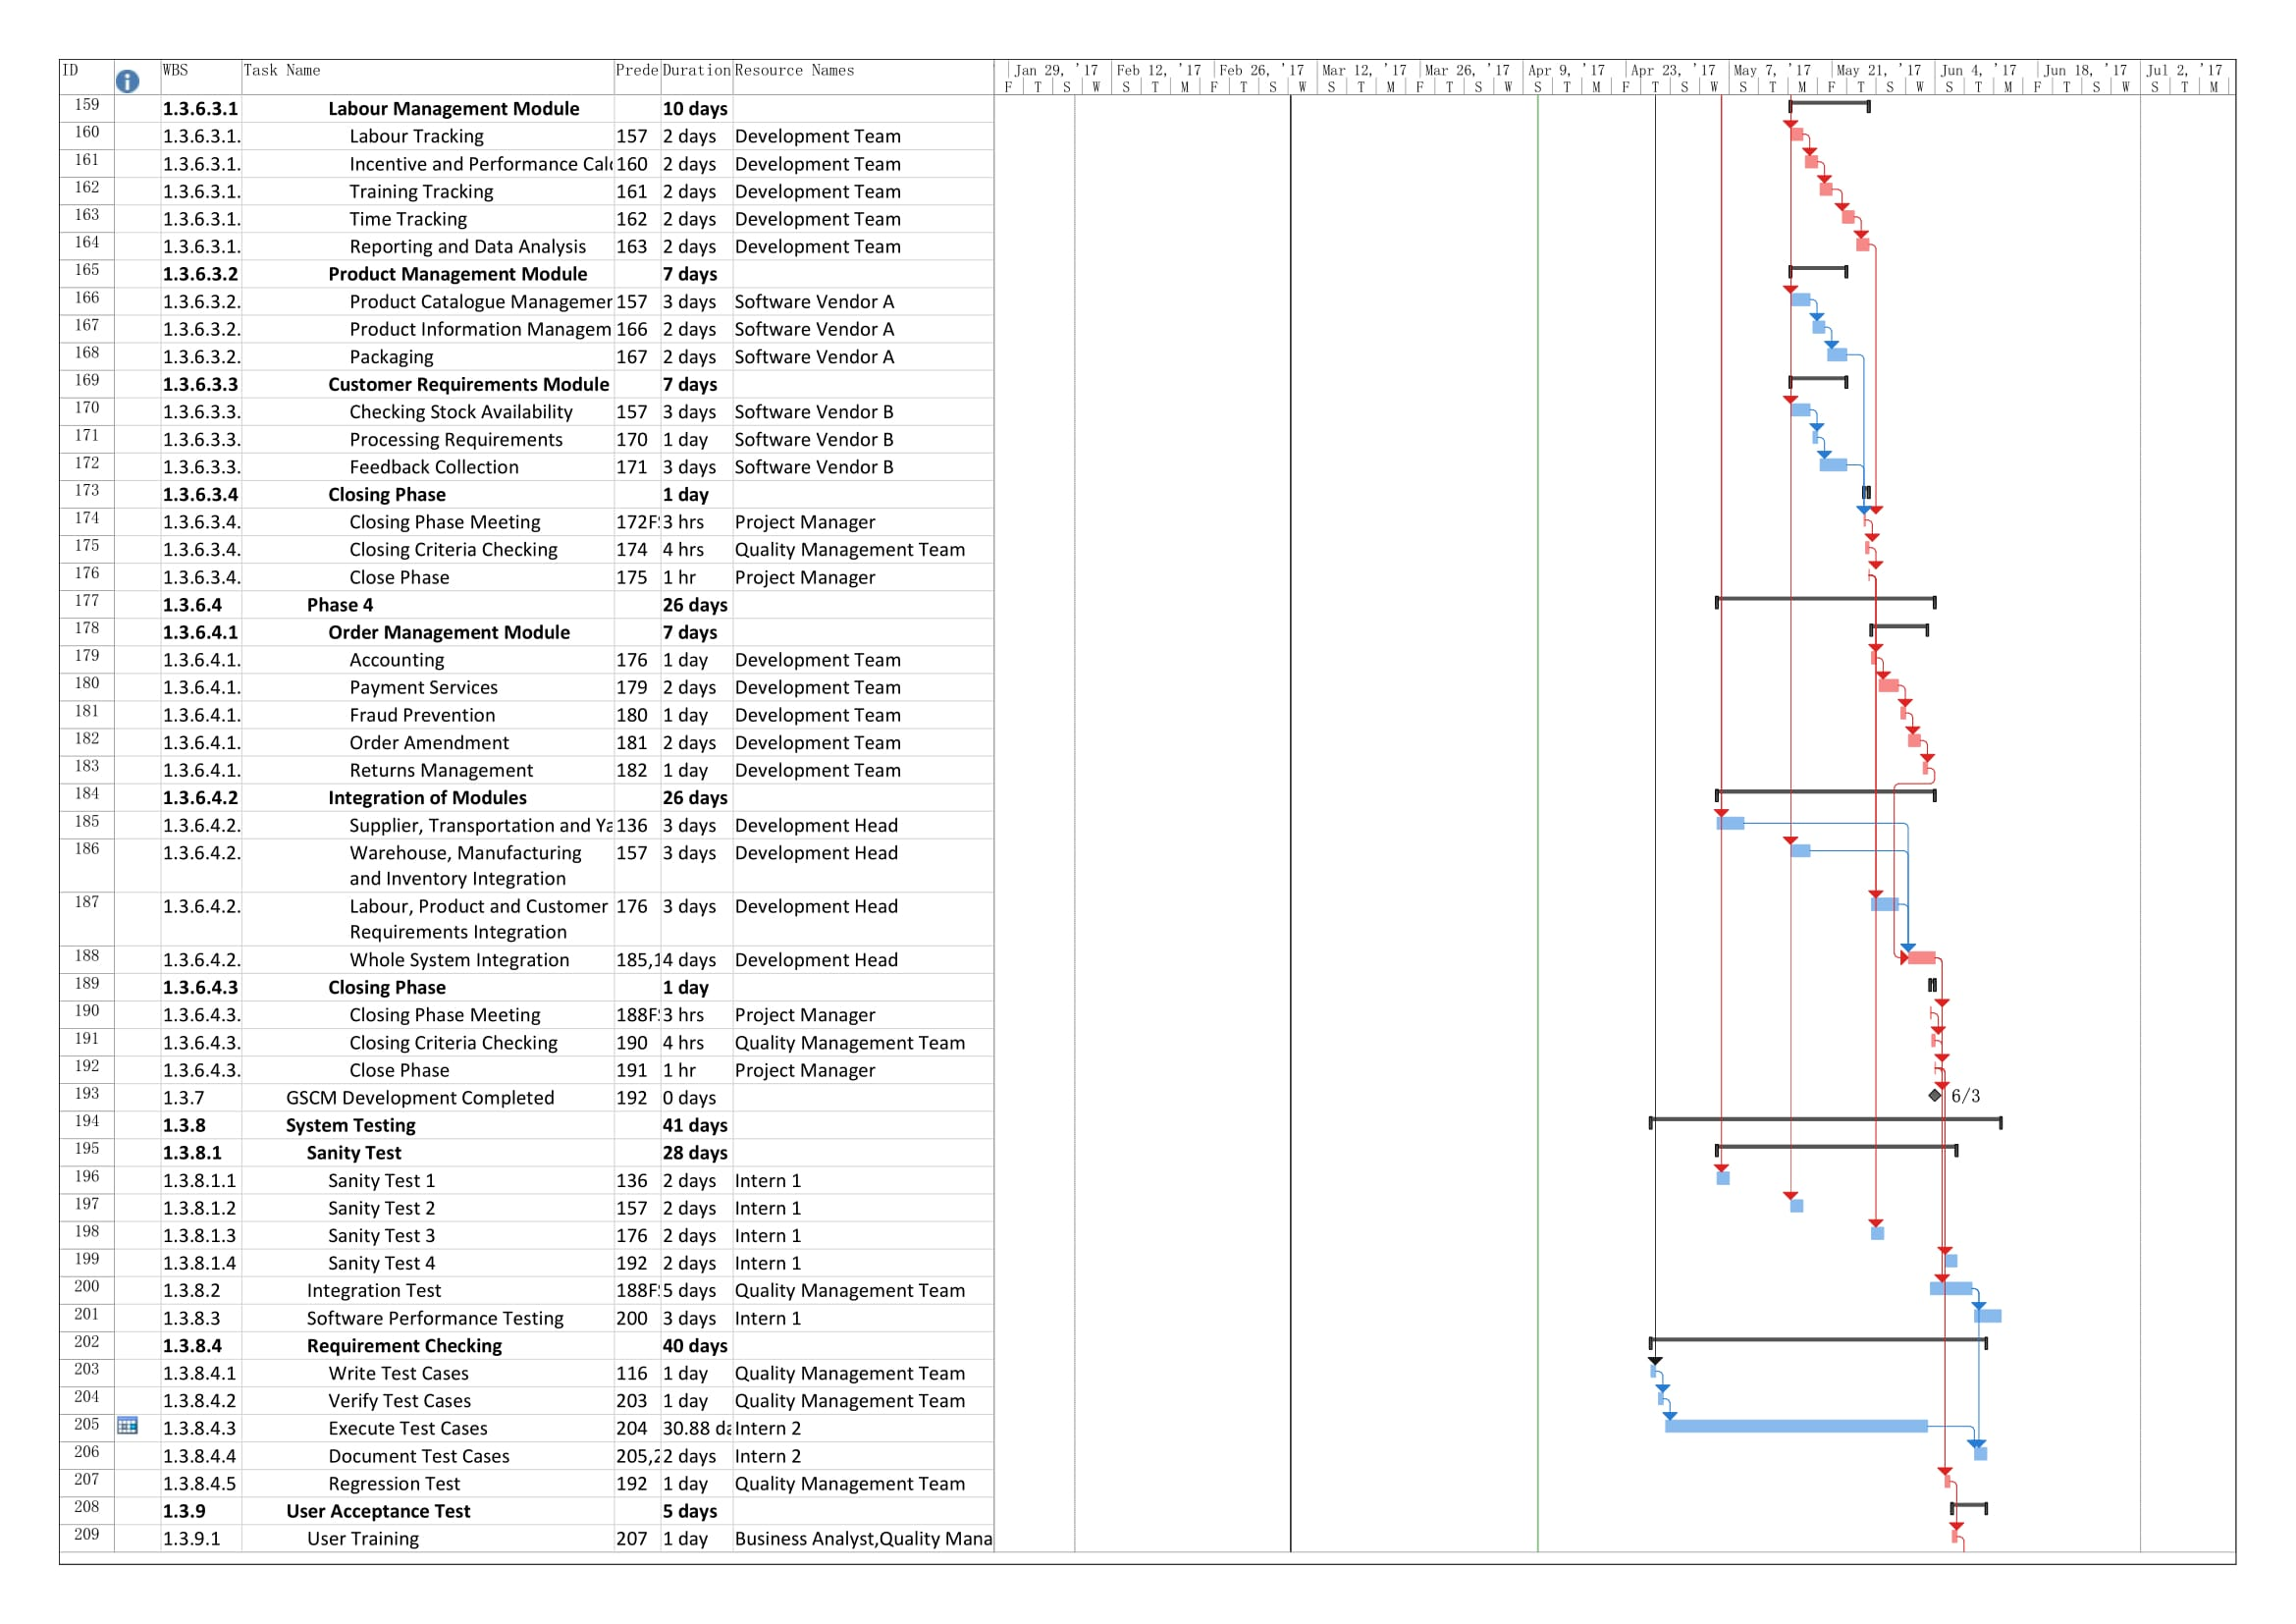 ID WBS Task Name Prede Duration Resource Names Jan 29, '17 Feb 12, '17 Feb 26, '17 Mar 12, '17 Mar 26, '17 Apr 9, '17 Apr 23, '17 May 7, '17 May 21, '17 Jun 4, '17 Jun 18, '17 Jul 2, '17
F T S W S T M F T S W S T M F T S W S T M F T S W S T M F T S W S T M F T S W S T M
159 1.3.6.3.1 Labour Management Module 10 days
160 1.3.6.3.1. Labour Tracking 157 2 days Development Team
161 1.3.6.3.1. Incentive and Performance Calc 160 2 days Development Team
162 1.3.6.3.1. Training Tracking 161 2 days Development Team
163 1.3.6.3.1. Time Tracking 162 2 days Development Team
164 1.3.6.3.1. Reporting and Data Analysis 163 2 days Development Team
165 1.3.6.3.2 Product Management Module 7 days
166 1.3.6.3.2. Product Catalogue Managemer 157 3 days Software Vendor A
167 1.3.6.3.2. Product Information Managem 166 2 days Software Vendor A
168 1.3.6.3.2. Packaging 167 2 days Software Vendor A
169 1.3.6.3.3 Customer Requirements Module 7 days
170 1.3.6.3.3. Checking Stock Availability 157 3 days Software Vendor B
171 1.3.6.3.3. Processing Requirements 170 1 day Software Vendor B
172 1.3.6.3.3. Feedback Collection 171 3 days Software Vendor B
173 1.3.6.3.4 Closing Phase 1 day
174 1.3.6.3.4. Closing Phase Meeting 172FS 3 hrs Project Manager
175 1.3.6.3.4. Closing Criteria Checking 174 4 hrs Quality Management Team
176 1.3.6.3.4. Close Phase 175 1 hr Project Manager
177 1.3.6.4 Phase 4 26 days
178 1.3.6.4.1 Order Management Module 7 days
179 1.3.6.4.1. Accounting 176 1 day Development Team
180 1.3.6.4.1. Payment Services 179 2 days Development Team
181 1.3.6.4.1. Fraud Prevention 180 1 day Development Team
182 1.3.6.4.1. Order Amendment 181 2 days Development Team
183 1.3.6.4.1. Returns Management 182 1 day Development Team
184 1.3.6.4.2 Integration of Modules 26 days
185 1.3.6.4.2. Supplier, Transportation and Ya 136 3 days Development Head
186 1.3.6.4.2. Warehouse, Manufacturing 157 3 days Development Head
and Inventory Integration
187 1.3.6.4.2. Labour, Product and Customer 176 3 days Development Head
Requirements Integration
188 1.3.6.4.2. Whole System Integration 185,1 4 days Development Head
189 1.3.6.4.3 Closing Phase 1 day
190 1.3.6.4.3. Closing Phase Meeting 188FS 3 hrs Project Manager
191 1.3.6.4.3. Closing Criteria Checking 190 4 hrs Quality Management Team
192 1.3.6.4.3. Close Phase 191 1 hr Project Manager
193 1.3.7 GSCM Development Completed 192 0 days 6/3
194 1.3.8 System Testing 41 days
195 1.3.8.1 Sanity Test 28 days
196 1.3.8.1.1 Sanity Test 1 136 2 days Intern 1
197 1.3.8.1.2 Sanity Test 2 157 2 days Intern 1
198 1.3.8.1.3 Sanity Test 3 176 2 days Intern 1
199 1.3.8.1.4 Sanity Test 4 192 2 days Intern 1
200 1.3.8.2 Integration Test 188FS 5 days Quality Management Team
201 1.3.8.3 Software Performance Testing 200 3 days Intern 1
202 1.3.8.4 Requirement Checking 40 days
203 1.3.8.4.1 Write Test Cases 116 1 day Quality Management Team
204 1.3.8.4.2 Verify Test Cases 203 1 day Quality Management Team
205 1.3.8.4.3 Execute Test Cases 204 30.88 da Intern 2
206 1.3.8.4.4 Document Test Cases 205,2 2 days Intern 2
207 1.3.8.4.5 Regression Test 192 1 day Quality Management Team
208 1.3.9 User Acceptance Test 5 days
209 1.3.9.1 User Training 207 1 day Business Analyst,Quality Mana